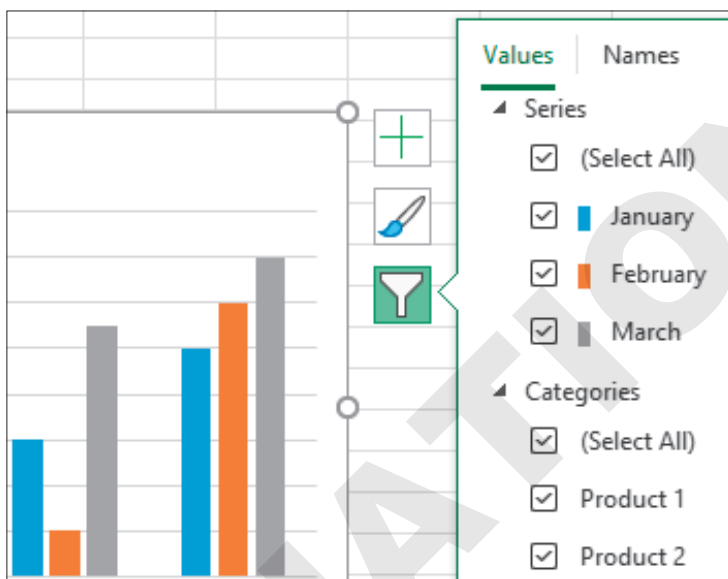 Values Names
Series
(Select All)
January
February
March
Categories
(Select All)
Product 1
Product 2